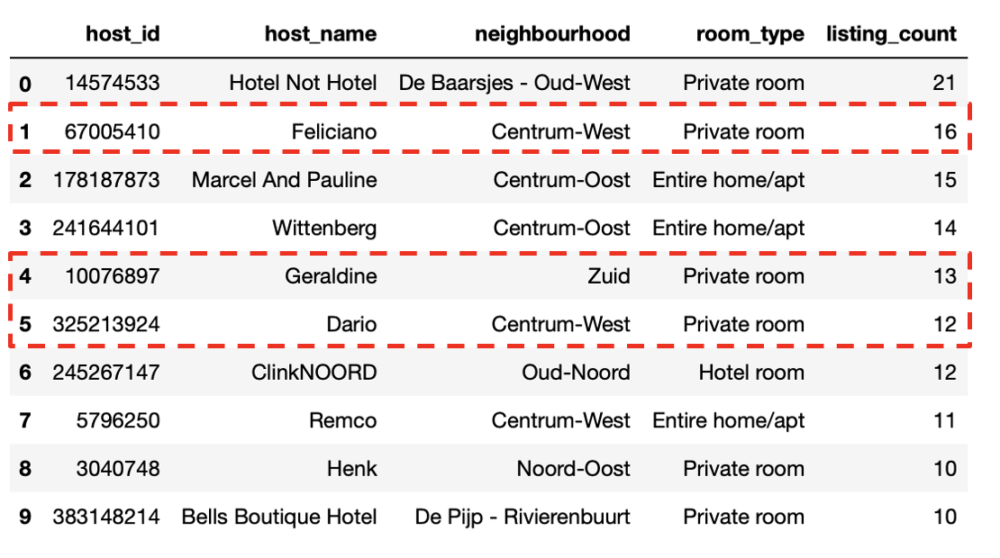 host_id host_name neighbourhood room_type listing_count
0 14574533 Hotel Not Hotel De Baarsjes - Oud-West Private room 21
1 67005410 Feliciano Centrum-West Private room 16
2 178187873 Marcel And Pauline Centrum-Oost Entire home/apt 15
3 241644101 Wittenberg Centrum-Oost Entire home/apt 14
4 10076897 Geraldine Zuid Private room 13
5 325213924 Dario Centrum-West Private room 12
6 245267147 ClinkNOORD Oud-Noord Hotel room 12
7 5796250 Remco Centrum-West Entire home/apt 11
8 3040748 Henk Noord-Oost Private room 10
9 383148214 Bells Boutique Hotel De Pijp - Rivierenbuurt Private room 10